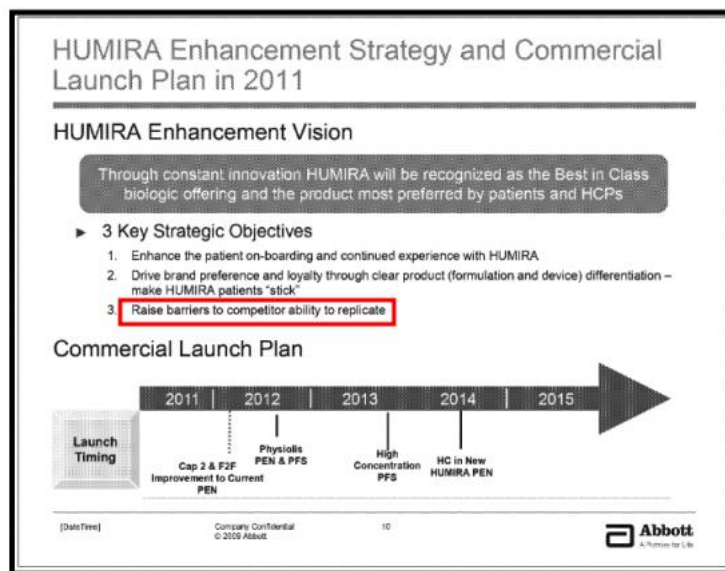 HUMIRA Enhancement Strategy and Commercial
Launch Plan in 2011
HUMIRA Enhancement Vision
Through constant innovation HUMIRA will be recognized as the Best in Class
biologic offering and the product most preferred by patients and HCPs
► 3 Key Strategic Objectives
1. Enhance the patient on-boarding and continued experience with HUMIRA
2. Drive brand preference and loyalty through clear product (formulation and device) differentiation –
make HUMIRA patients "stick"
3. Raise barriers to competitor ability to replicate
Commercial Launch Plan
2011 2012 2013 2014 2015
Launch
Timing
Cap 2 & F2F
Improvement to Current
PEN
Physiolis
PEN & PFS
High
Concentration
PFS
HC in New
HUMIRA PEN
[DateTime]
Company Confidential
© 2009 Abbott
10
Abbott
A Promise for Life